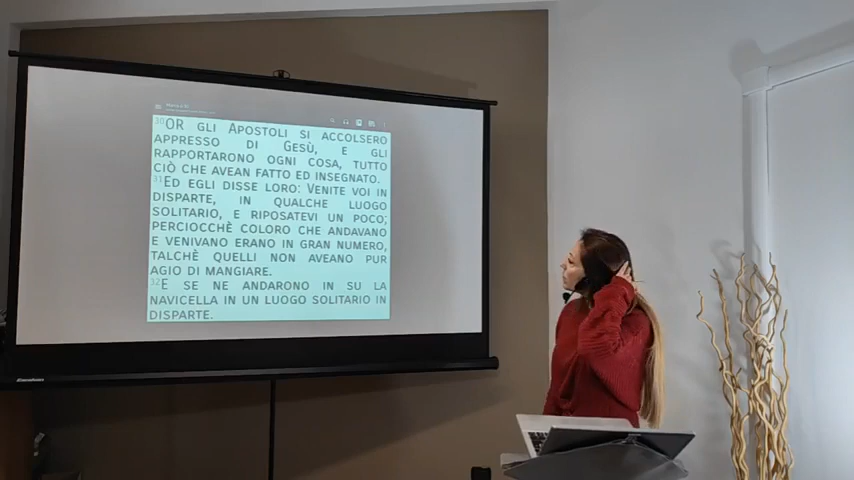 30OR GLI APOSTOLI SI ACCOLSERO
APPRESSO DI GESÙ, E GLI
RAPPORTARONO OGNI COSA, TUTTO
CIÒ CHE AVEAN FATTO ED INSEGNATO.
31ED EGLI DISSE LORO: VENITE VOI IN
DISPARTE, IN QUALCHE LUOGO
SOLITARIO, E RIPOSATEVI UN POCO;
PERCIOCCHÈ COLORO CHE ANDAVANO
E VENIVANO ERANO IN GRAN NUMERO,
TALCHÈ QUELLI NON AVEANO PUR
AGIO DI MANGIARE.
32E SE NE ANDARONO IN SU LA
NAVICELLA IN UN LUOGO SOLITARIO IN
DISPARTE.